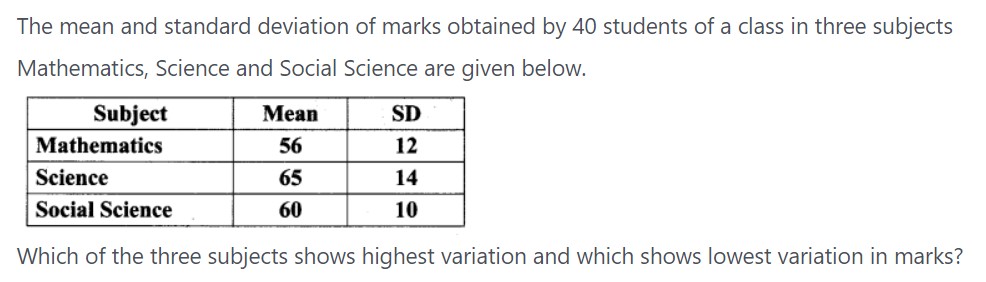 The mean and standard deviation of marks obtained by 40 students of a class in three subjects
Mathematics, Science and Social Science are given below.
Subject Mean SD
Mathematics 56 12
Science 65 14
Social Science 60 10
Which of the three subjects shows highest variation and which shows lowest variation in marks?